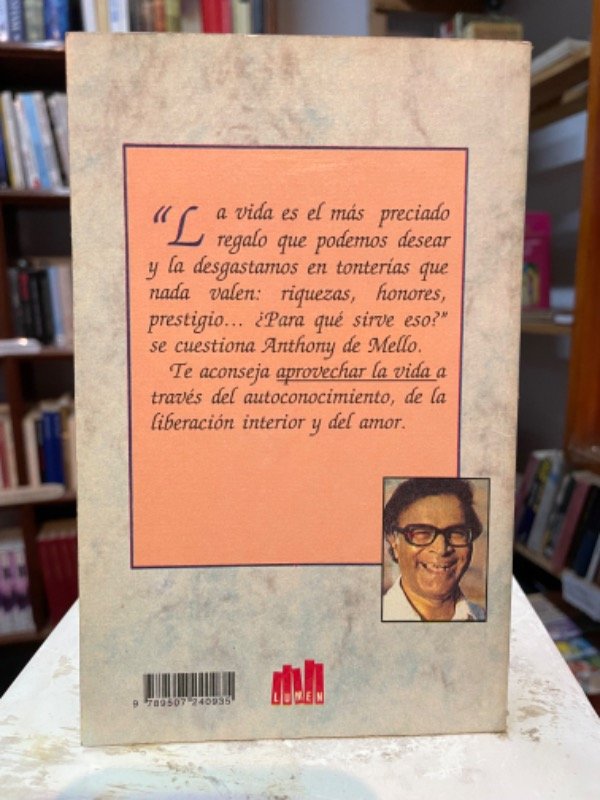 “La vida es el más preciado
regalo que podemos desear
y la desgastamos en tonterías que
nada valen: riquezas, honores,
prestigio... ¿Para qué sirve eso?”
se cuestiona Anthony de Mello.
Te aconseja aprovechar la vida a
través del autoconocimiento, de la
liberación interior y del amor.
9 789507 240935
LUMEN